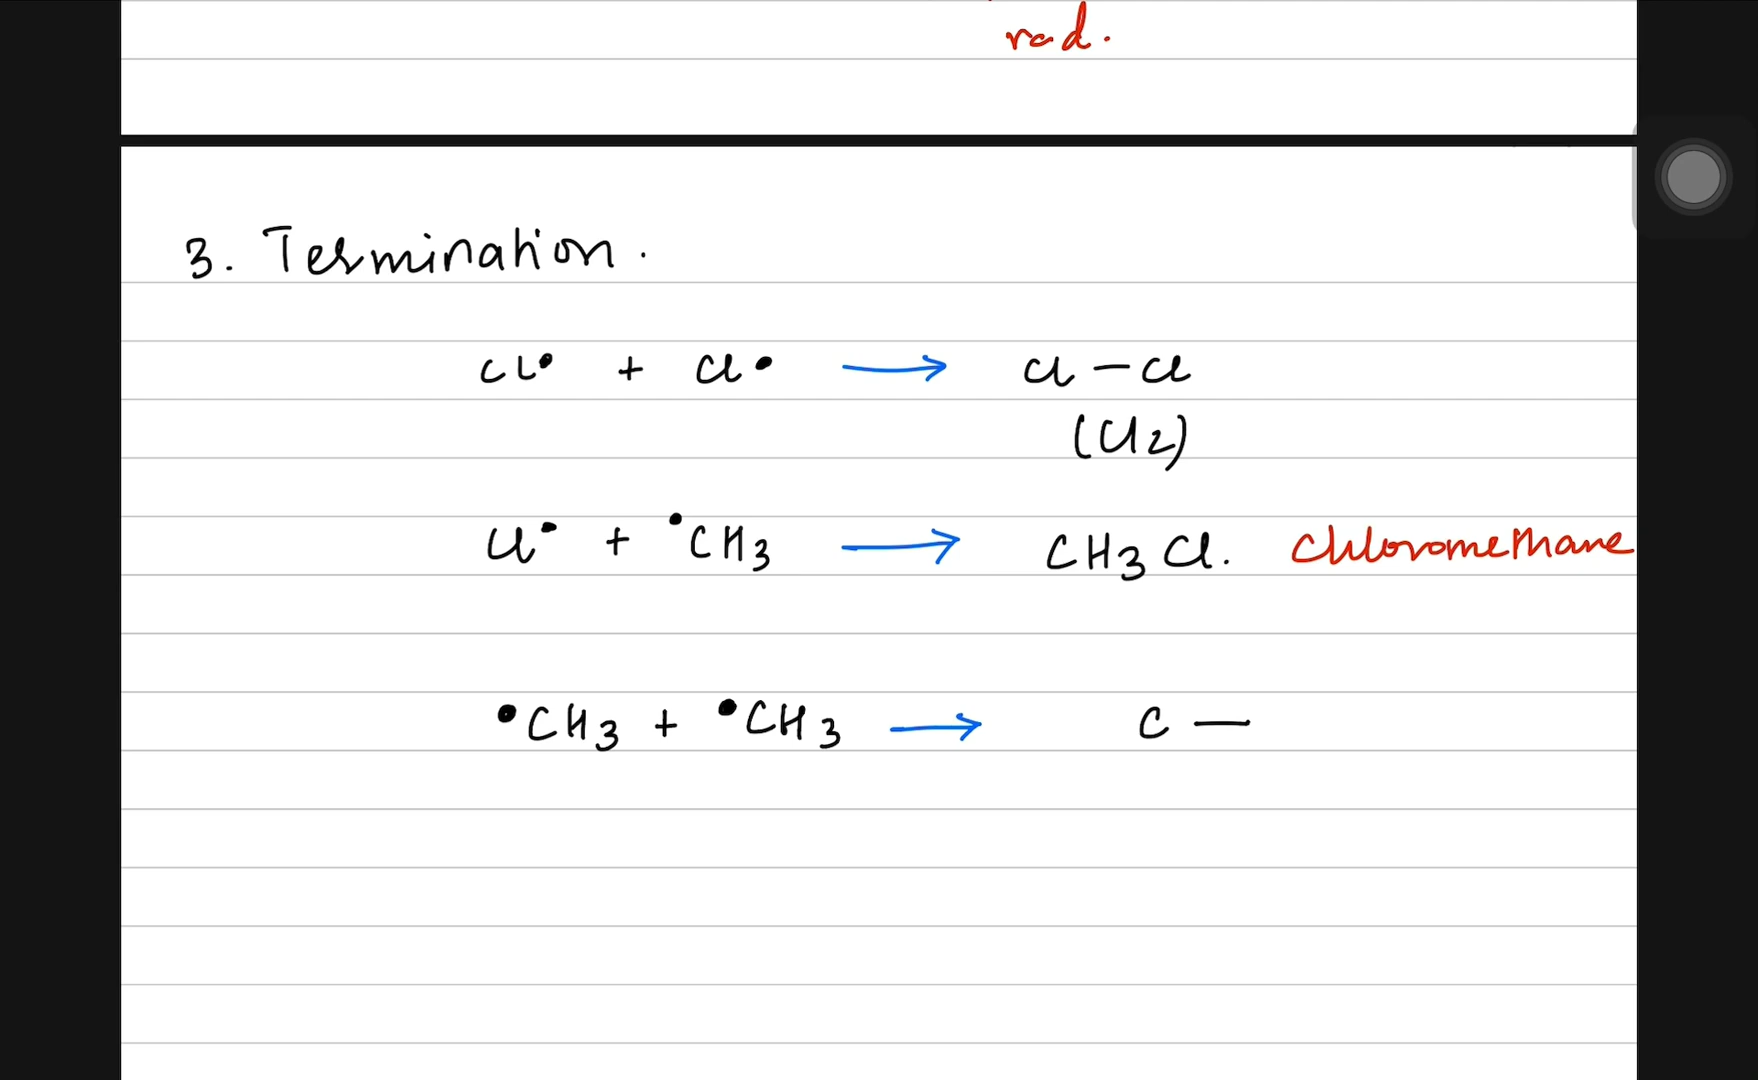 rad.
3. Termination.
Cl• + Cl• ⟶ Cl – Cl
(Cl2)
Cl• + •CH3 ⟶ CH3Cl. Chloromethane
•CH3 + •CH3 ⟶ C —